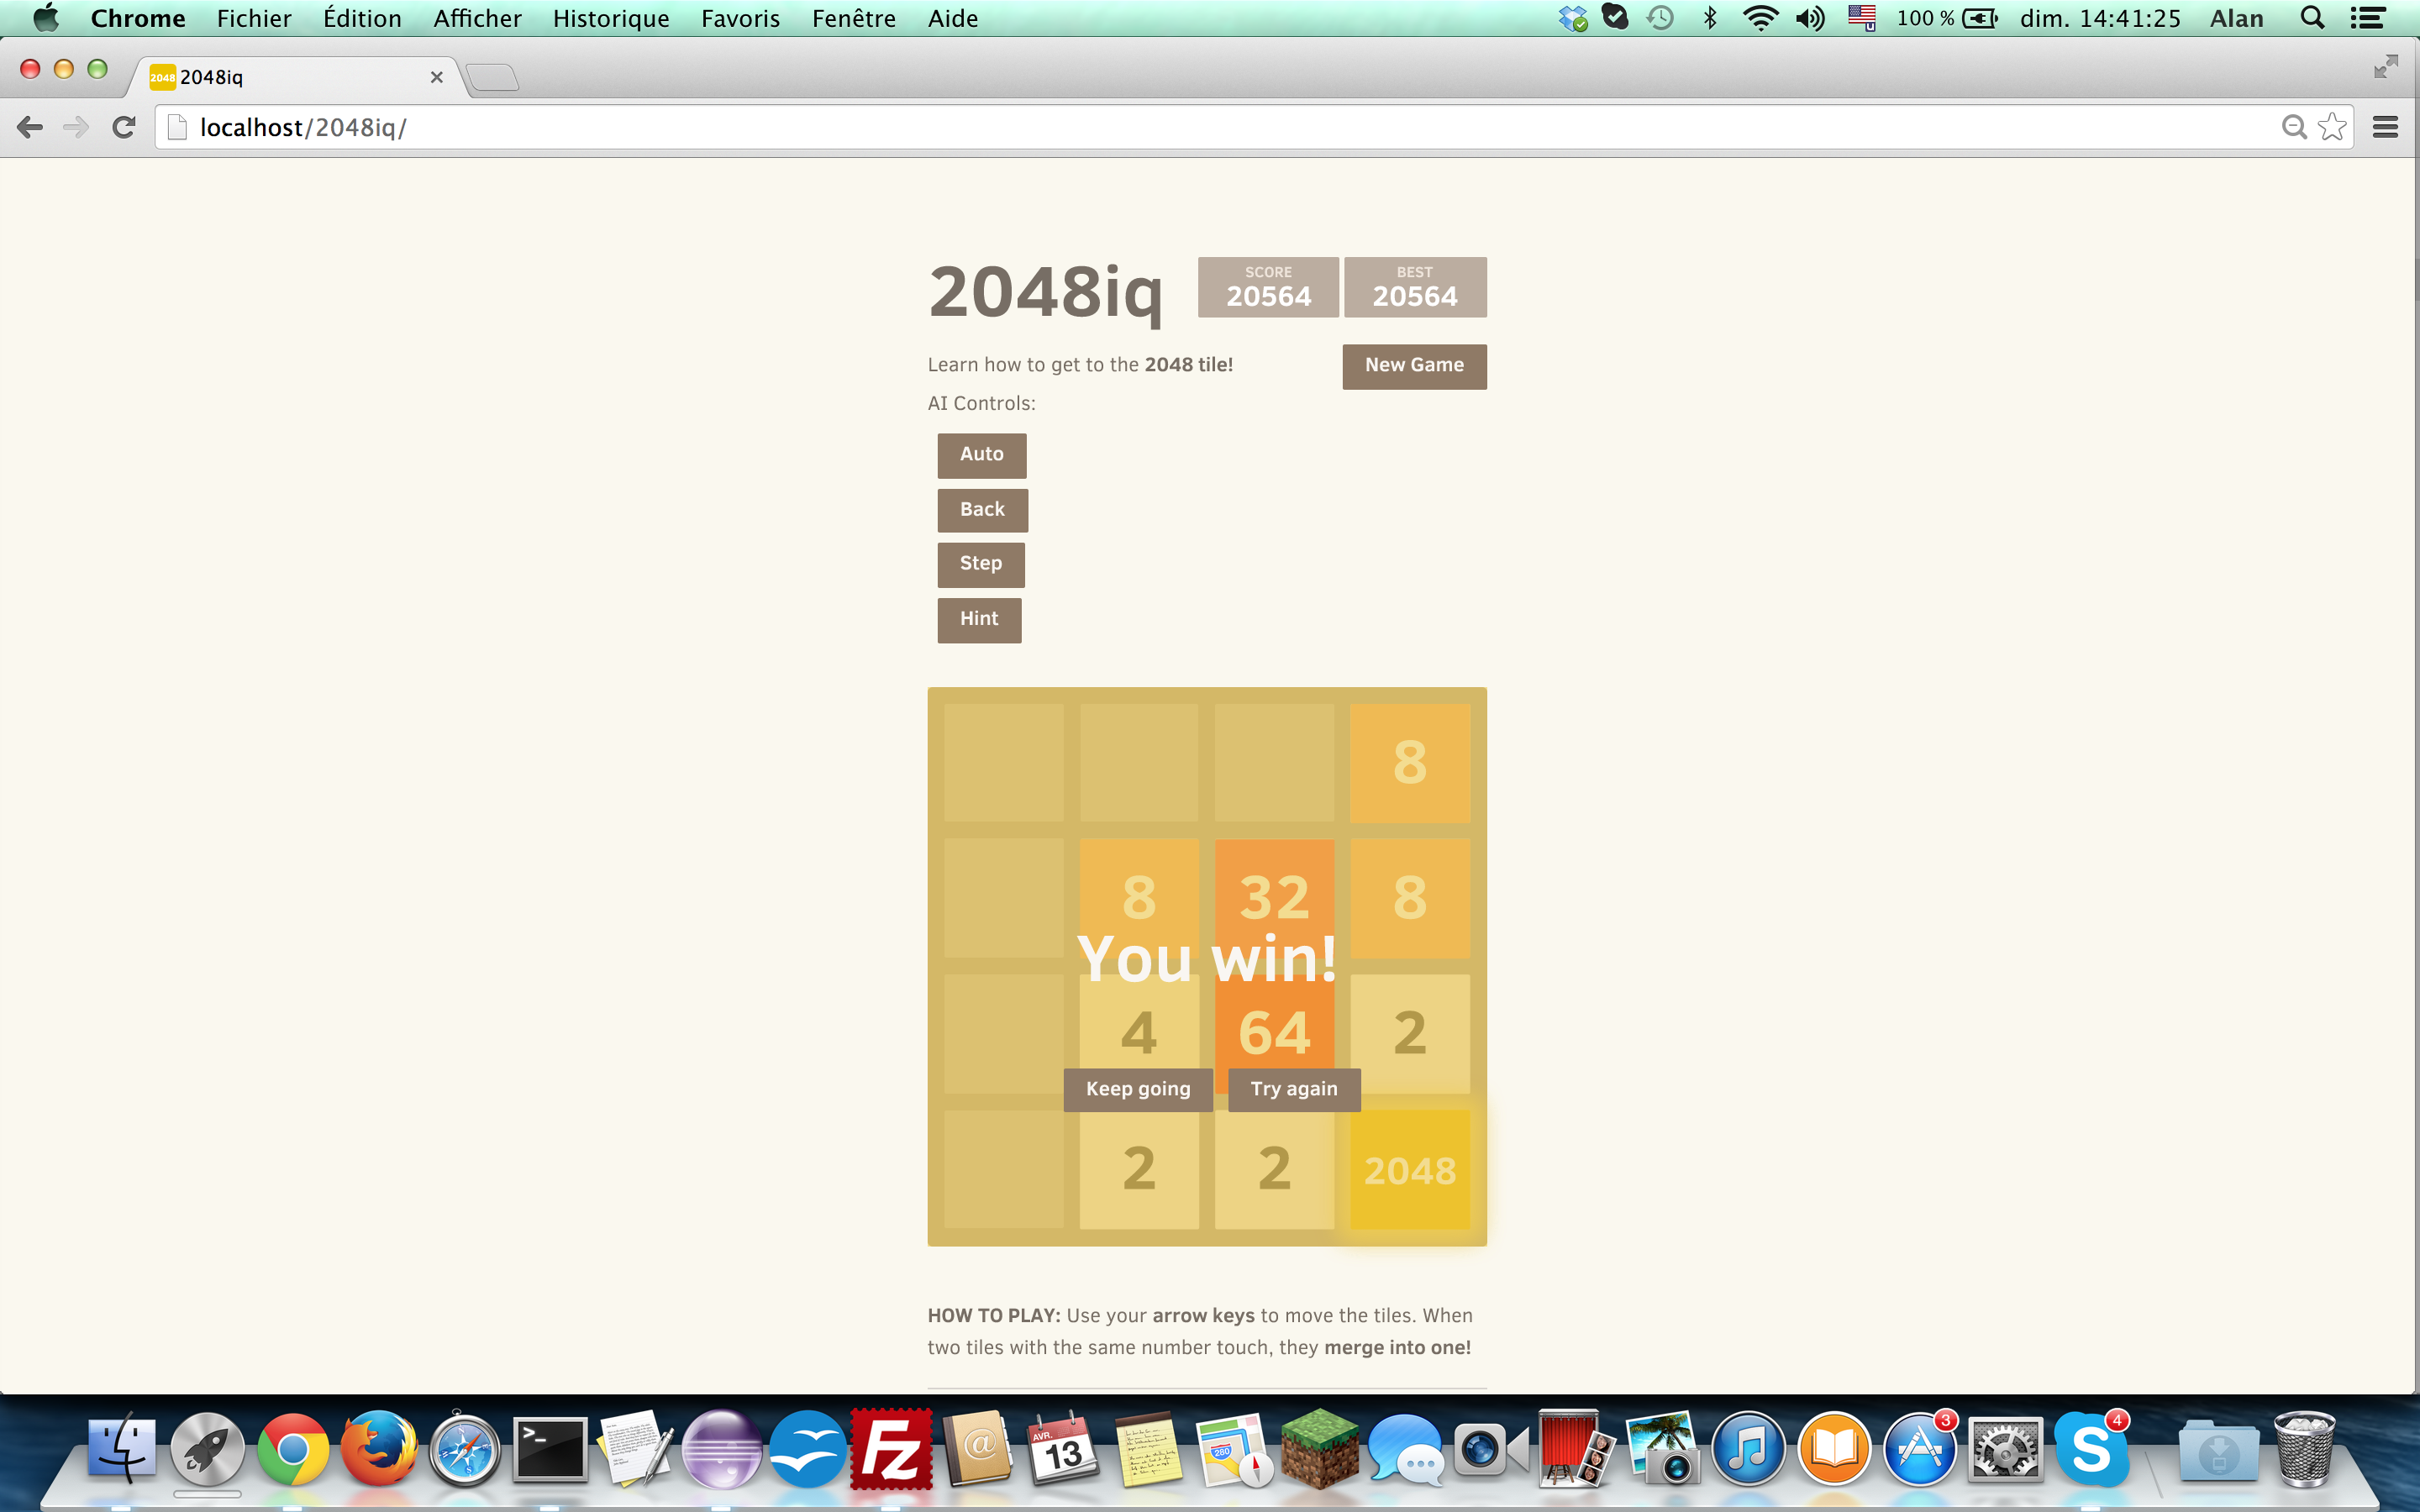 Chrome Fichier Édition Afficher Historique Favoris Fenêtre Aide 100 % dim. 14:41:25 Alan
2048 2048iq
localhost/2048iq/
2048iq
SCORE
20564
BEST
20564
Learn how to get to the 2048 tile!
New Game
AI Controls:
Auto
Back
Step
Hint
8
8 32 8
You win!
4 64 2
Keep going Try again
2 2 2048
HOW TO PLAY: Use your arrow keys to move the tiles. When
two tiles with the same number touch, they merge into one!
>_
Fz
@
AVR.
13
280
3
S
4